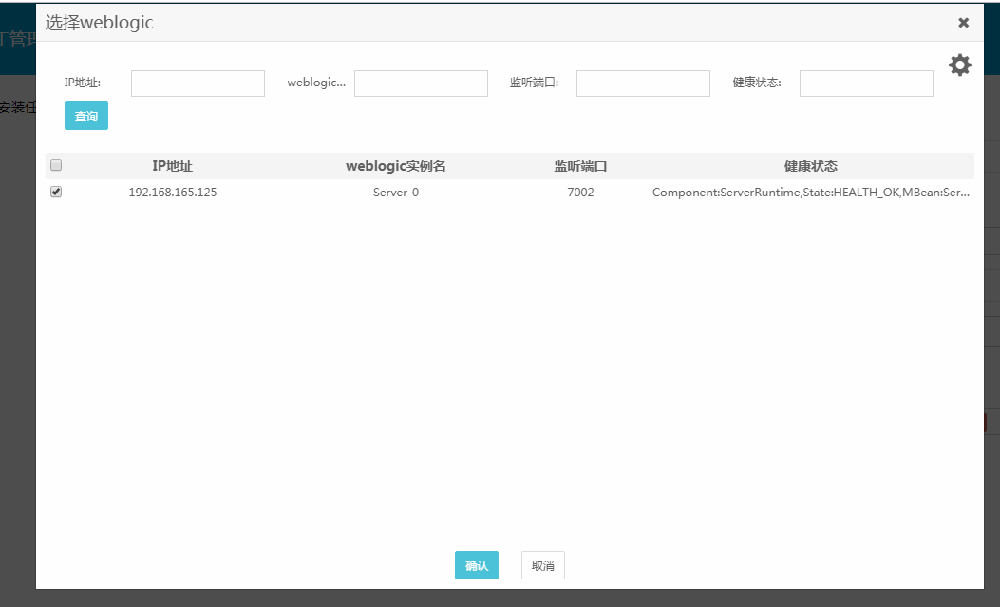 选择weblogic
丁管理
IP地址:
weblogic...
监听端口:
健康状态:
安装任
查询
IP地址 weblogic实例名 监听端口 健康状态
192.168.165.125 Server-0 7002 Component:ServerRuntime,State:HEALTH_OK,MBean:Ser...
确认 取消